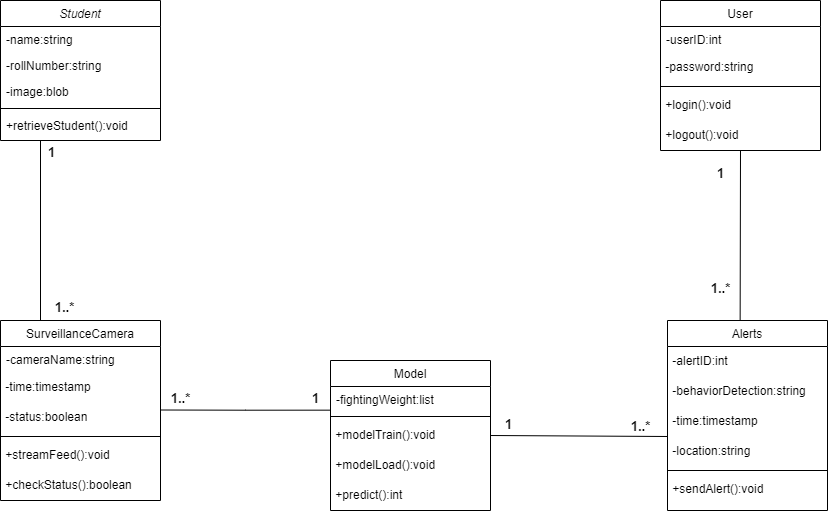 Student
-name:string
-rollNumber:string
-image:blob
+retrieveStudent():void
1
1..*
User
-userID:int
-password:string
+login():void
+logout():void
1
1..*
SurveillanceCamera
-cameraName:string
-time:timestamp
-status:boolean
+streamFeed():void
+checkStatus():boolean
1..*
1
Model
-fightingWeight:list
+modelTrain():void
+modelLoad():void
+predict():int
1
1..*
Alerts
-alertID:int
-behaviorDetection:string
-time:timestamp
-location:string
+sendAlert():void